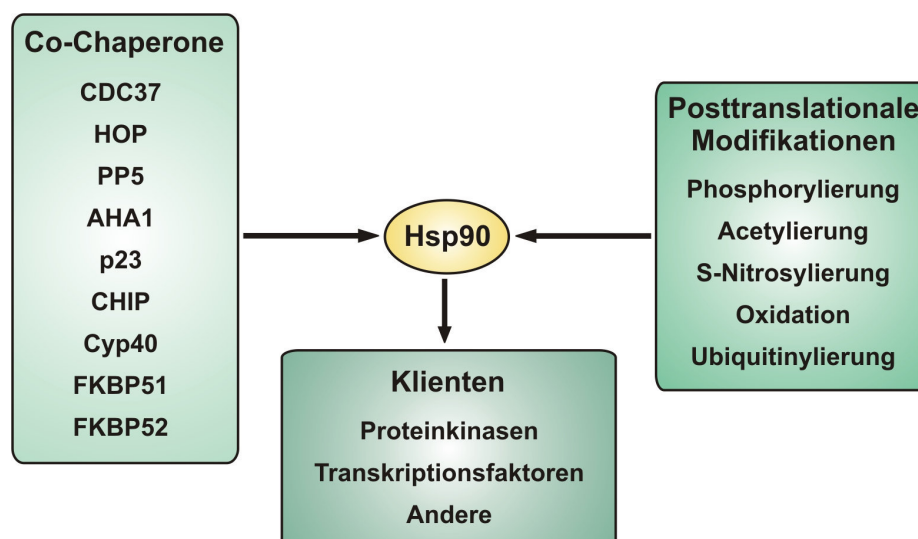 Co-Chaperone
CDC37
HOP
PP5
AHA1
p23
CHIP
Cyp40
FKBP51
FKBP52
Hsp90
Posttranslationale
Modifikationen
Phosphorylierung
Acetylierung
S-Nitrosylierung
Oxidation
Ubiquitinylierung
Klienten
Proteinkinasen
Transkriptionsfaktoren
Andere